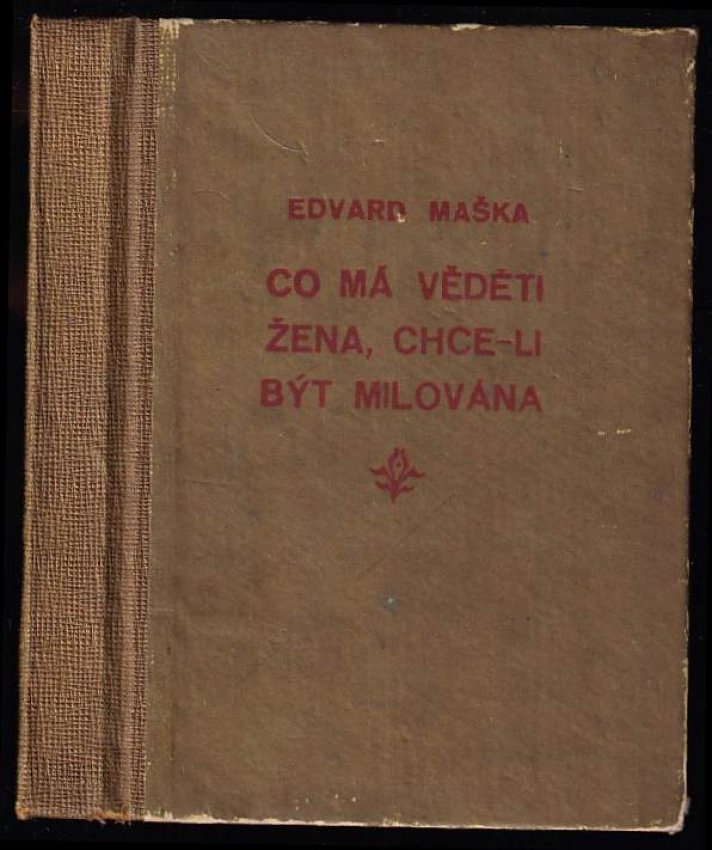 EDVARD MAŠKA
CO MÁ VĚDĚTI
ŽENA, CHCE-LI
BÝT MILOVÁNA